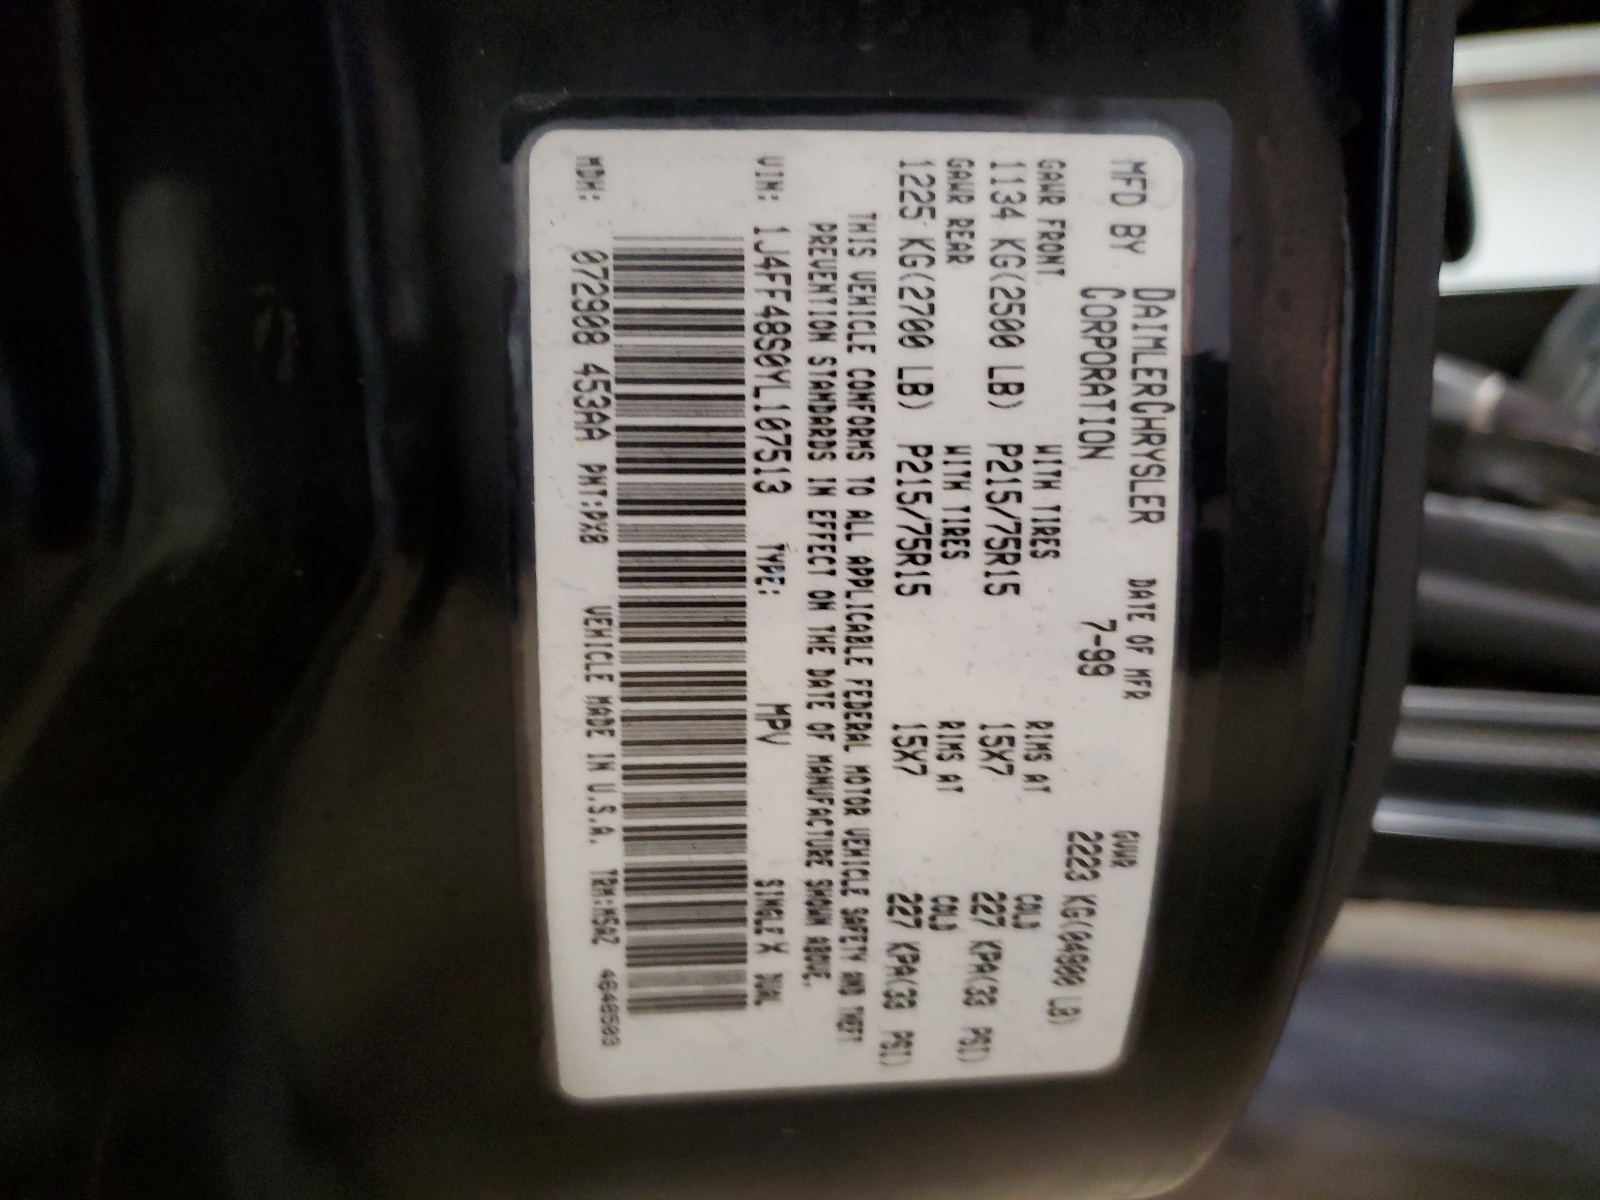 MFD BY DAIMLERCHRYSLER CORPORATION DATE OF MFR 7-99 GVWR 2223 KG(04900 LB)
GAWR FRONT WITH TIRES RIMS AT COLD
1134 KG(2500 LB) P215/75R15 15X7 227 KPA(33 PSI)
GAWR REAR WITH TIRES RIMS AT COLD
1225 KG(2700 LB) P215/75R15 15X7 227 KPA(33 PSI)
THIS VEHICLE CONFORMS TO ALL APPLICABLE FEDERAL MOTOR VEHICLE SAFETY AND THEFT
PREVENTION STANDARDS IN EFFECT ON THE DATE OF MANUFACTURE SHOWN ABOVE.
VIN: 1J4FF48S0YL107513 TYPE: MPV SINGLE X DUAL
MDH: 072908 453AA PNT:PX8 VEHICLE MADE IN U.S.A. 4648503